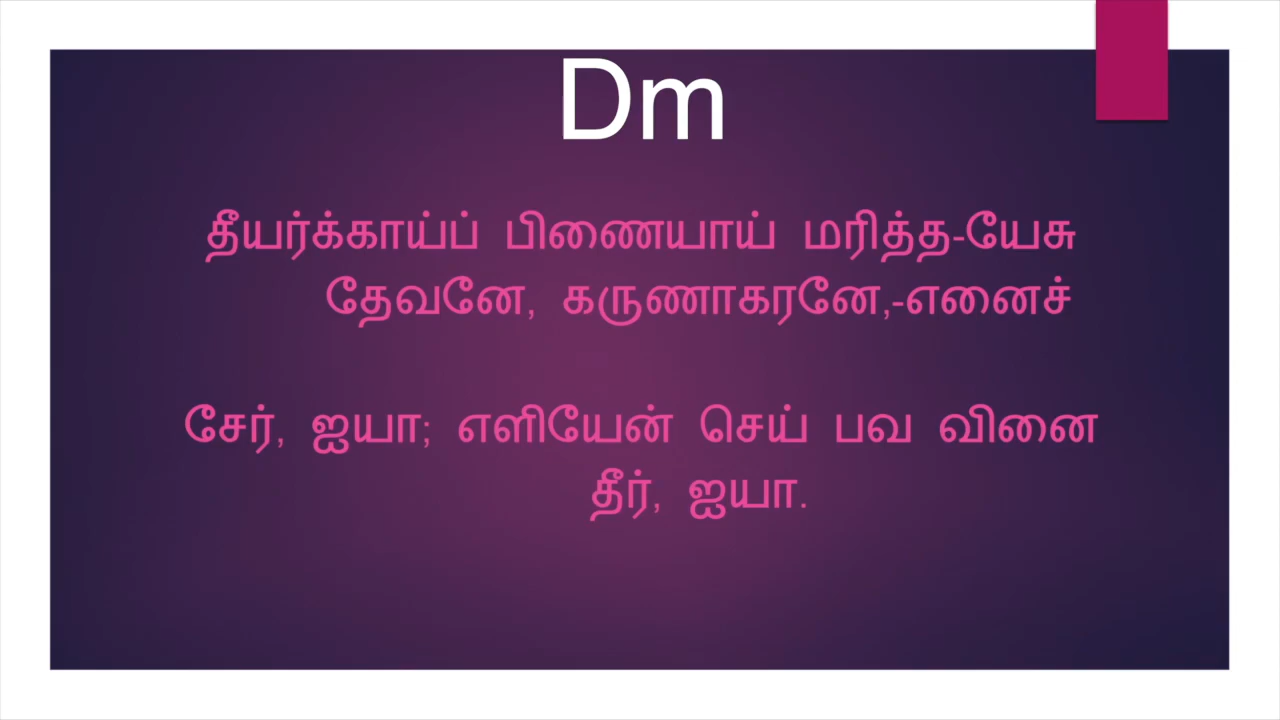 Dm
தீயர்க்காய்ப் பிணையாய் மரித்த-யேசு
தேவனே, கருணாகரனே,-எனைச்
சேர், ஐயா; எளியேன் செய் பவ வினை
தீர், ஐயா.